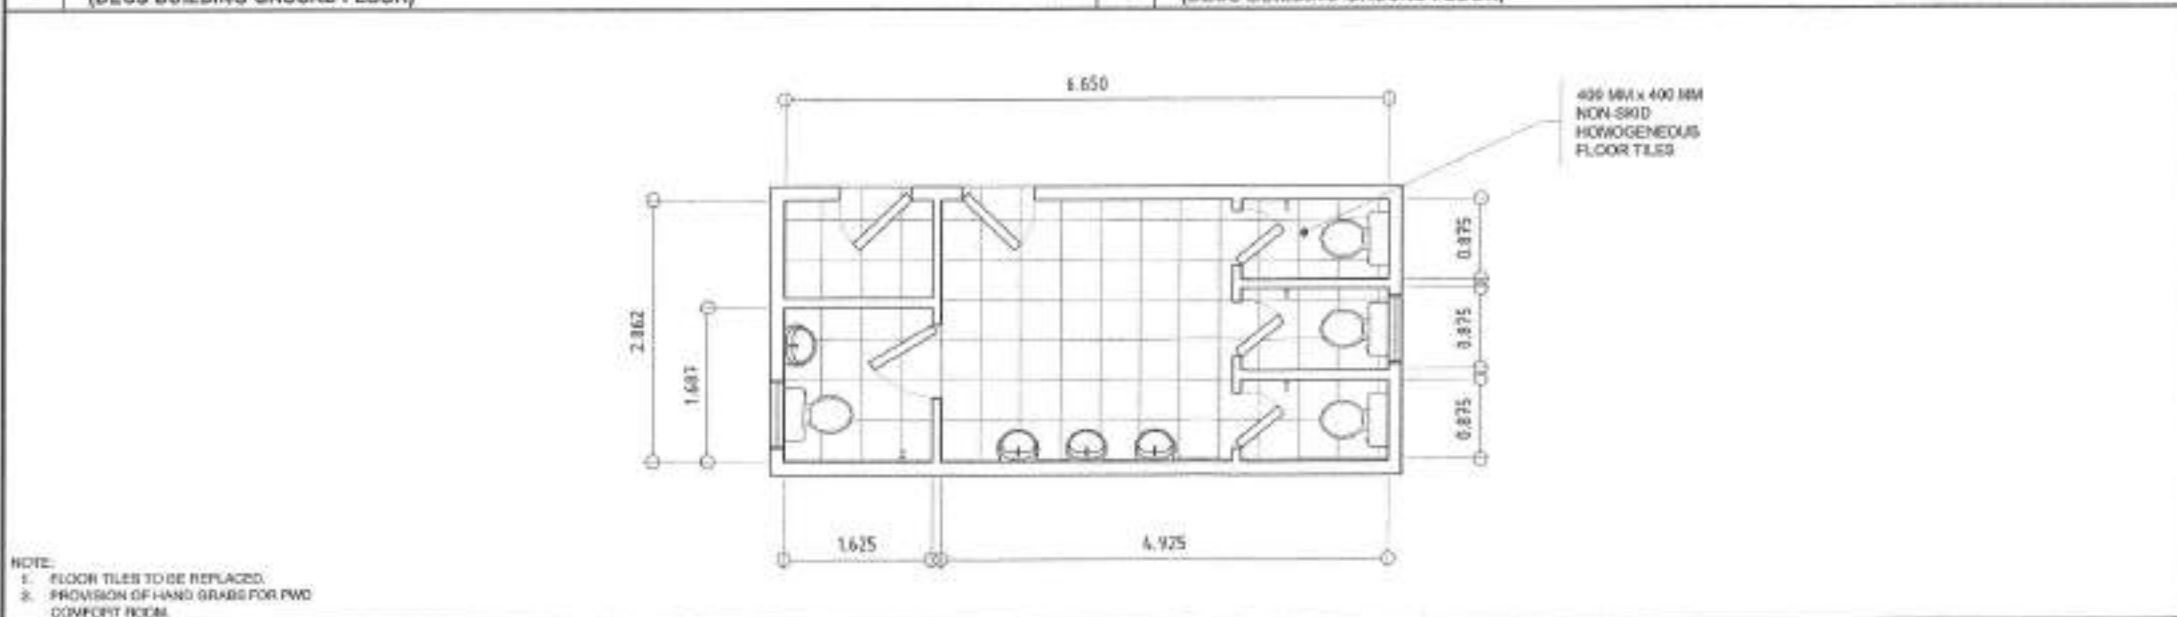 6.650
400 MM x 400 MM
NON-SKID
HOMOGENEOUS
FLOOR TILES
2.862
1.687
0.875
0.875
0.875
1.625
4.925
NOTE:
1. FLOOR TILES TO BE REPLACED.
2. PROVISION OF HAND GRABS FOR PWD
COMFORT ROOM.